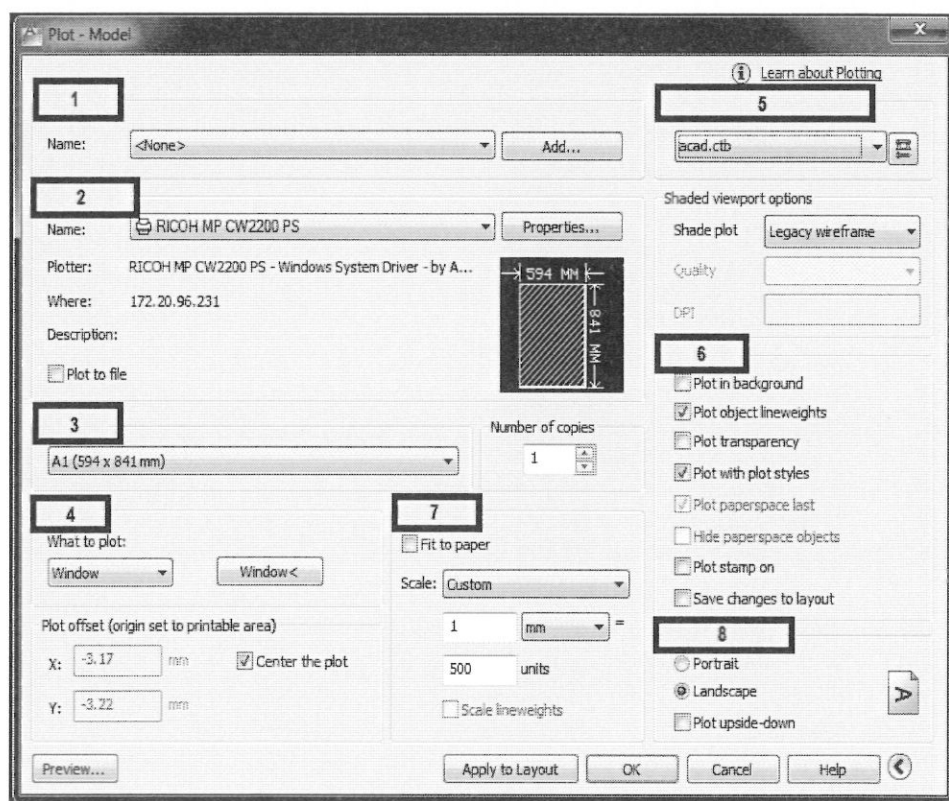 Plot - Model
Learn about Plotting
1
Name: <None> Add...
2
Name: RICOH MP CW2200 PS Properties...
Plotter: RICOH MP CW2200 PS - Windows System Driver - by A...
Where: 172.20.96.231
Description:
Plot to file
594 MM
841 MM
3
A1 (594 x 841 mm)
Number of copies
1
4
What to plot:
Window Window<
Plot offset (origin set to printable area)
X: -3.17 mm Center the plot
Y: -3.22 mm
7
Fit to paper
Scale: Custom
1 mm =
500 units
Scale lineweights
5
acad.ctb
Shaded viewport options
Shade plot Legacy wireframe
Quality
DPI
6
Plot in background
Plot object lineweights
Plot transparency
Plot with plot styles
Plot paperspace last
Hide paperspace objects
Plot stamp on
Save changes to layout
8
Portrait
Landscape
Plot upside-down
A
Preview... Apply to Layout OK Cancel Help